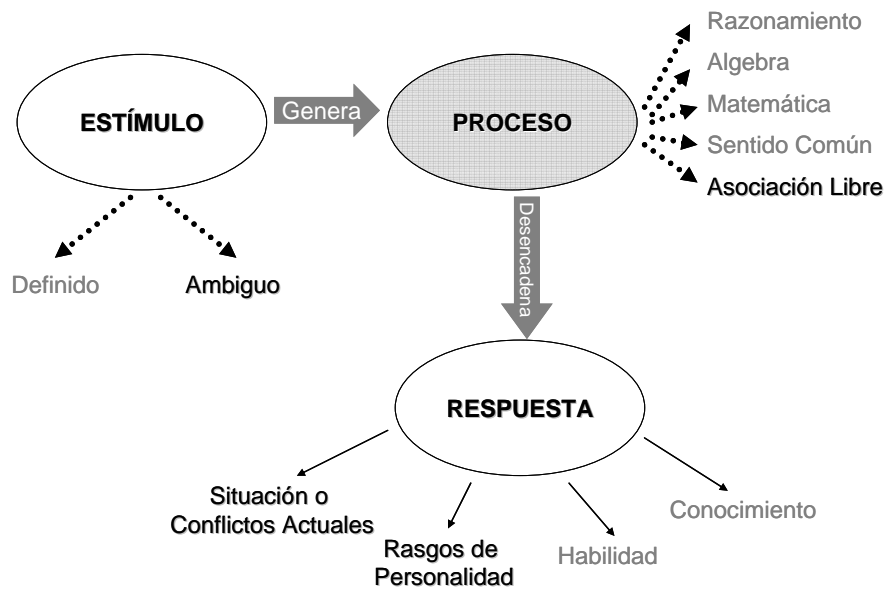 Razonamiento
Algebra
Matemática
Sentido Común
Asociación Libre
ESTÍMULO
Genera
PROCESO
Definido
Ambiguo
Desencadena
RESPUESTA
Situación o
Conflictos Actuales
Rasgos de
Personalidad
Habilidad
Conocimiento